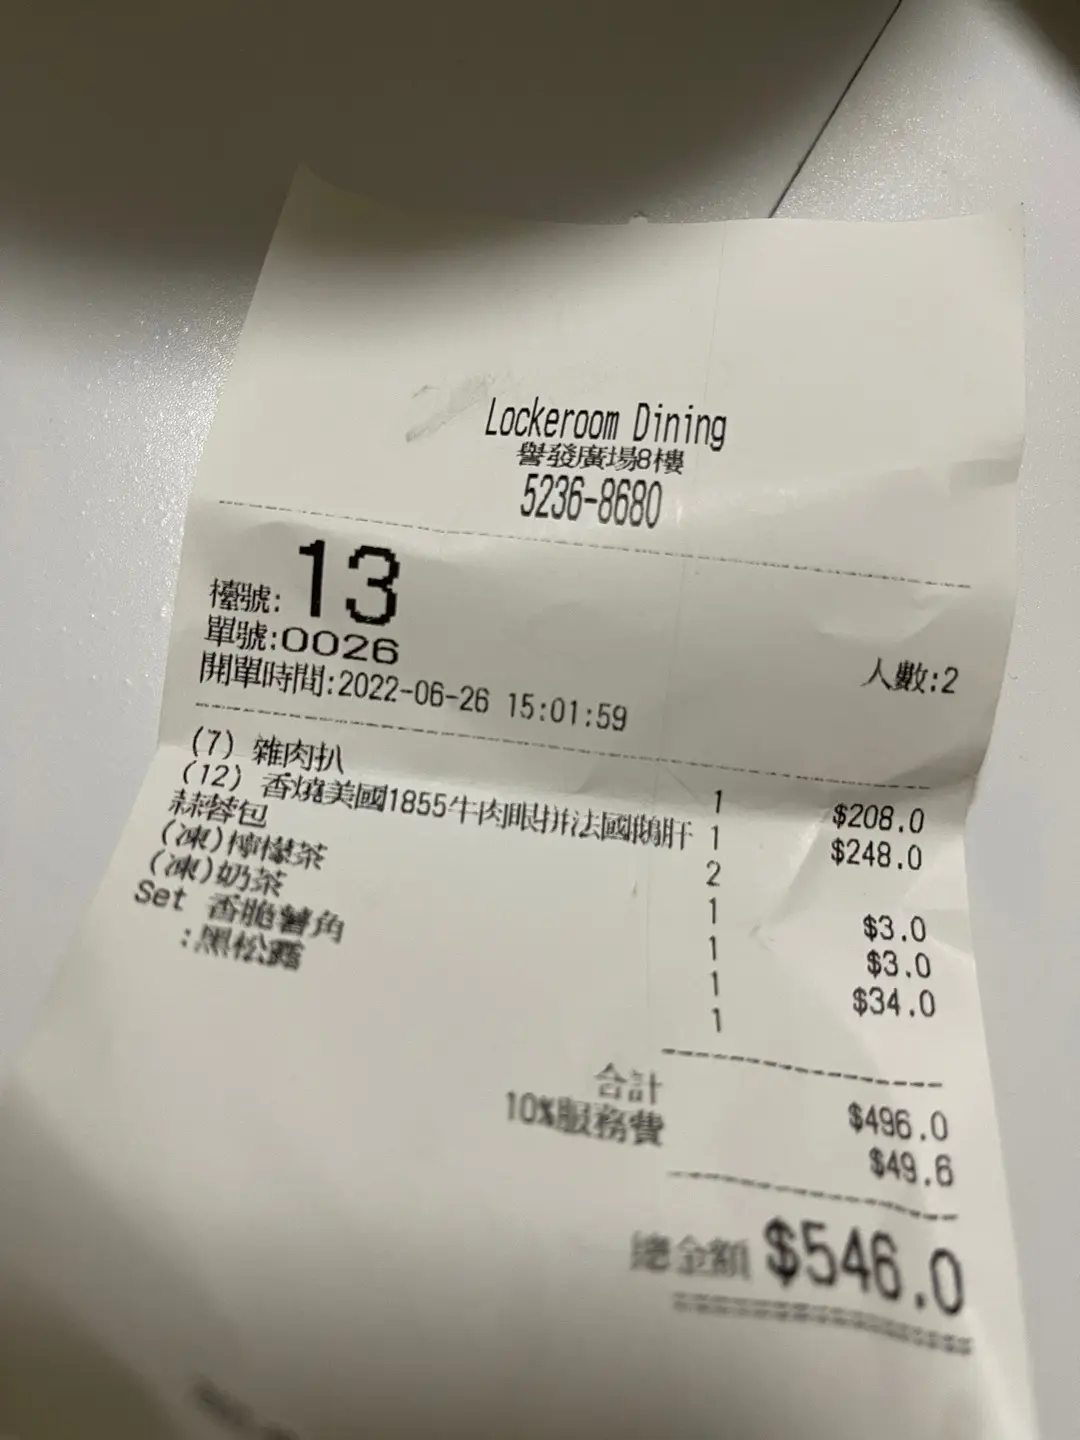 Lockeroom Dining
譽發廣場8樓
5236-8680
檯號: 13
單號:0026 人數:2
開單時間:2022-06-26 15:01:59
(7) 雜肉扒 1 $208.0
(12) 香燒美國1855牛肉眼拼法國鵝肝 1 $248.0
蒜蓉包 2
(凍)檸檬茶 1 $3.0
(凍)奶茶 1 $3.0
Set 香脆薯角 1 $34.0
:黑松露 1
合計 $496.0
10%服務費 $49.6
總金額 $546.0